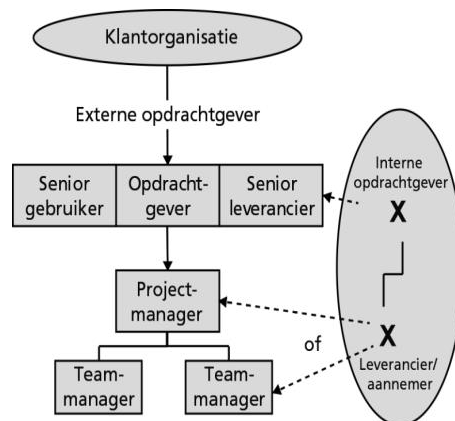 Klantorganisatie
Externe opdrachtgever
Senior
gebruiker
Opdracht-
gever
Senior
leverancier
Interne
opdrachtgever
X
Project-
manager
of
X
Leverancier/
aannemer
Team-
manager
Team-
manager